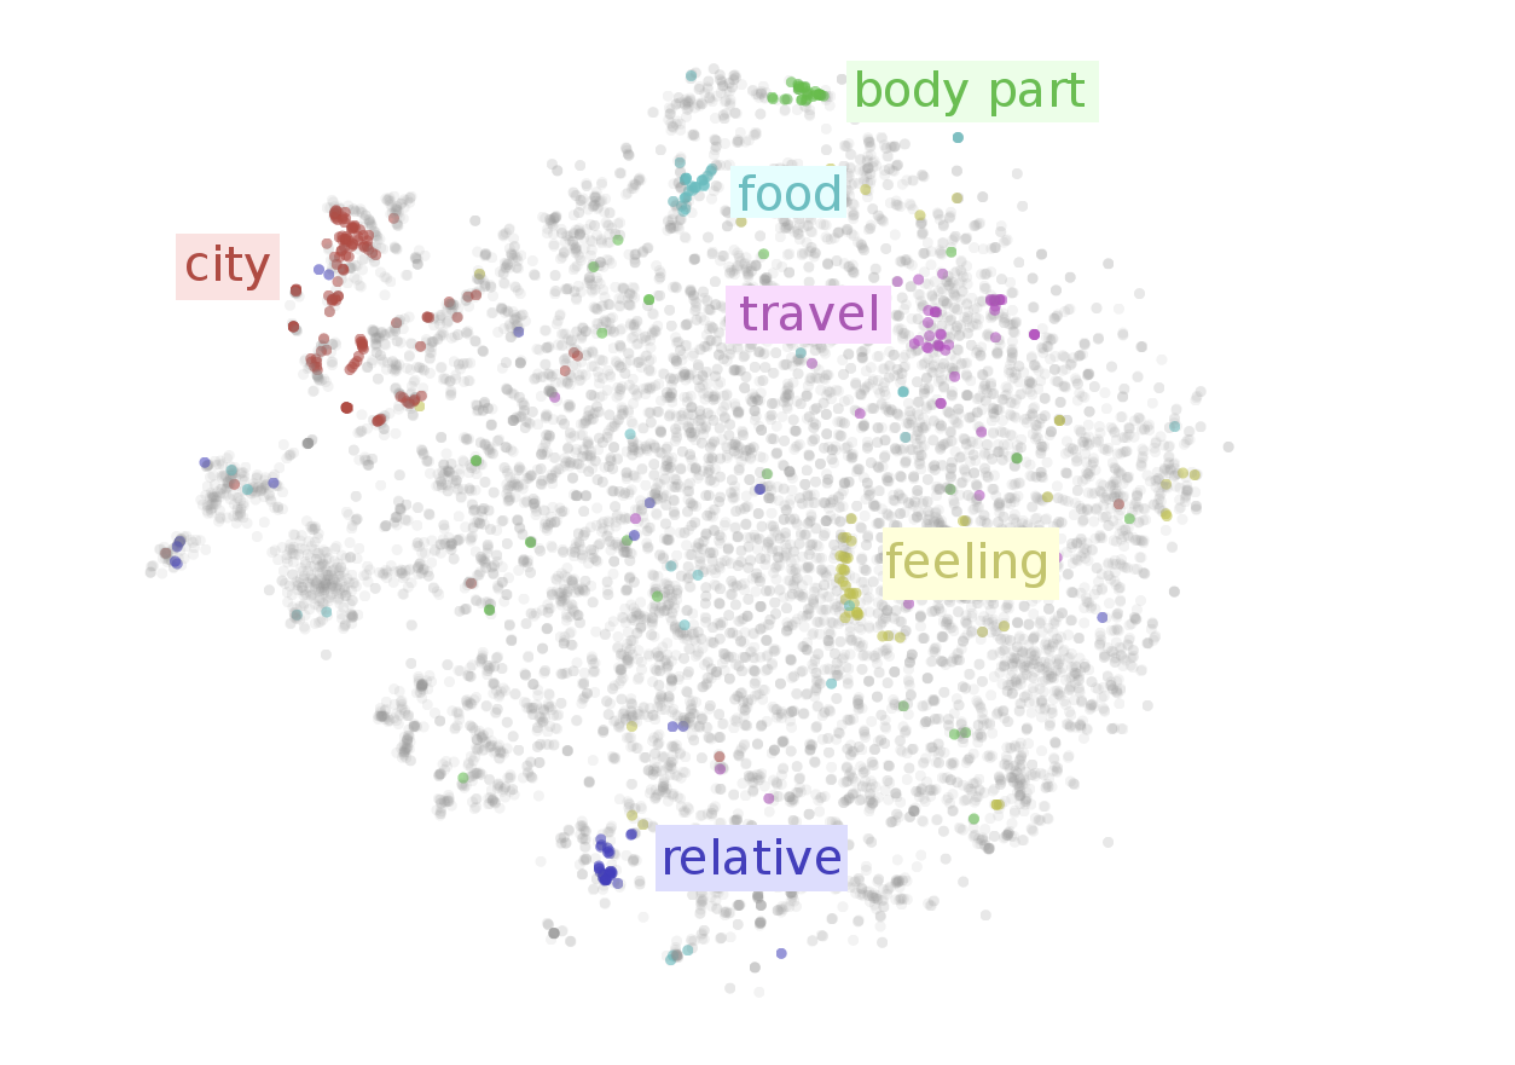 body part
food
city
travel
feeling
relative